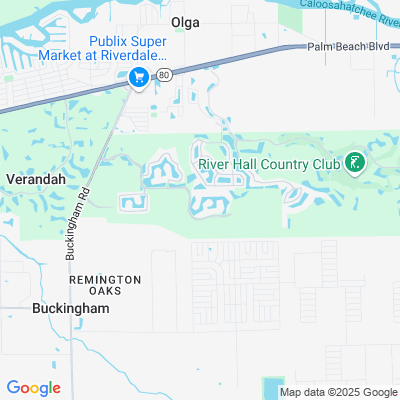 Caloosahatchee River
Olga
Publix Super
Market at Riverdale...
Palm Beach Blvd
80
River Hall Country Club
Verandah
Buckingham Rd
REMINGTON
OAKS
Buckingham
Google
Map data ©2025 Google